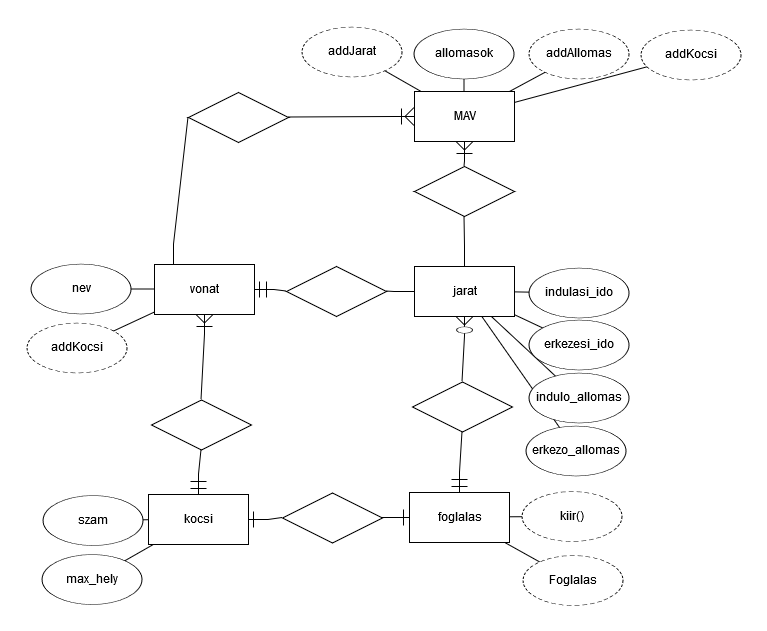 addJarat
allomasok
addAllomas
addKocsi
MAV
nev
vonat
jarat
indulasi_ido
addKocsi
erkezesi_ido
indulo_allomas
erkezo_allomas
szam
kocsi
foglalas
kiir()
max_hely
Foglalas